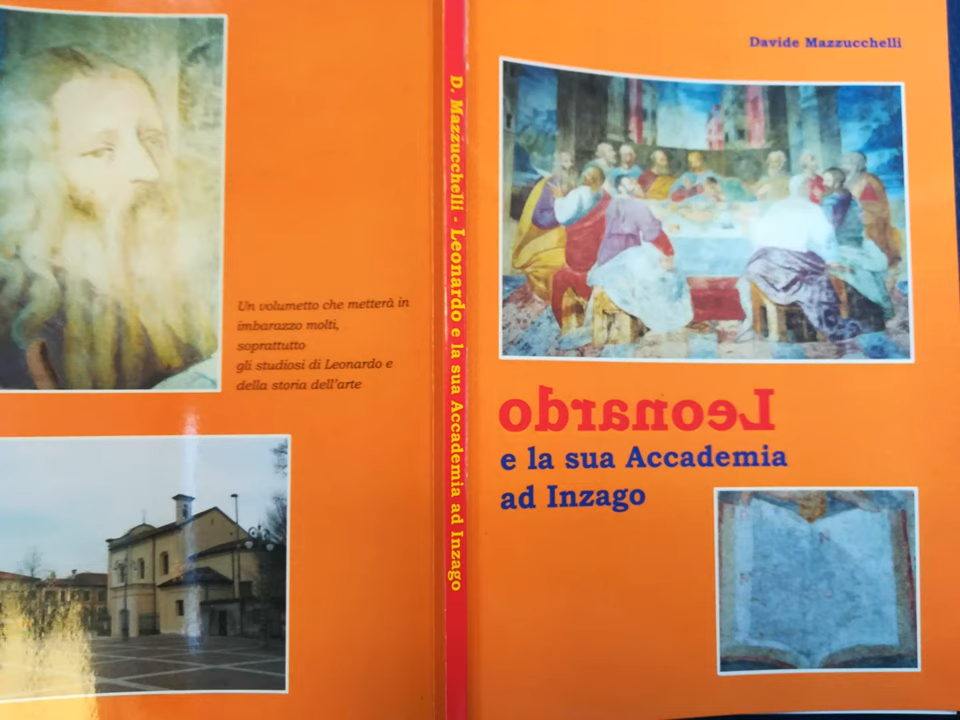 Un volumetto che metterà in
imbarazzo molti,
soprattutto
gli studiosi di Leonardo e
della storia dell'arte
D. Mazzucchelli - Leonardo e la sua Accademia ad Inzago
Davide Mazzucchelli
Leonardo
e la sua Accademia
ad Inzago